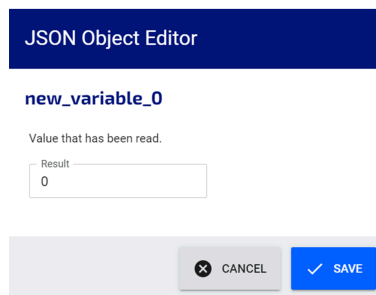 JSON Object Editor
new_variable_0
Value that has been read.
Result
0
CANCEL
SAVE